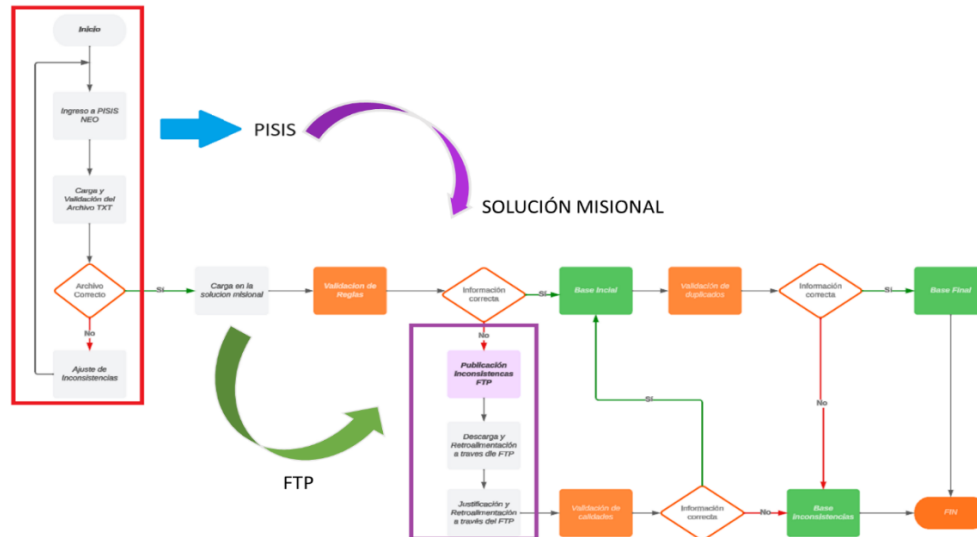 Inicio
Ingreso a PISIS
NEO
PISIS
Carga y
Validación del
Archivo TXT
SOLUCIÓN MISIONAL
Archivo
Correcto
SI
Carga en la
solucion misional
Validacion de
Reglas
Información
correcta
SI
Base Incial
Validación de
duplicados
Información
correcta
SI
Base Final
No
Ajuste de
Inconsistencias
No
Publicación
Inconsistencas
FTP
SI
No
Descarga y
Retroalimentación
a traves dle FTP
FTP
Justificación y
Retroalimentación
a través del FTP
Validación de
calidades
Información
correcta
No
Base
Inconsistencias
FIN